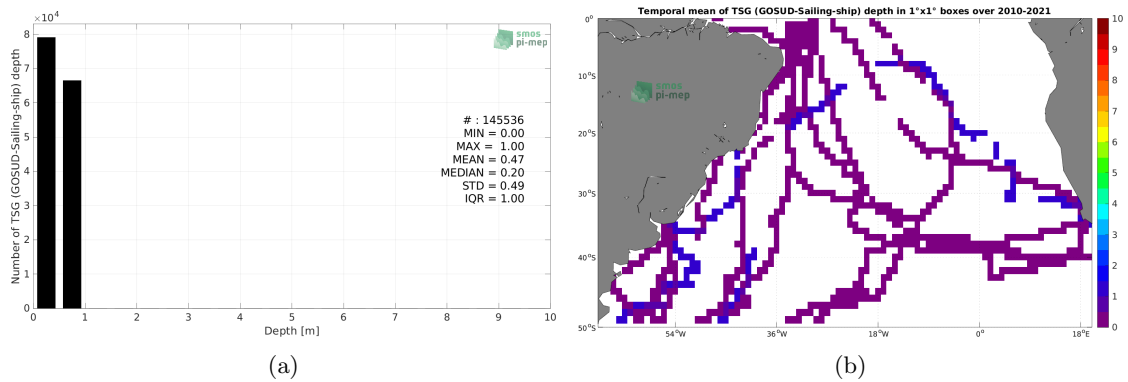 ×10⁴
8
7
6
5
4
3
2
1
0
Number of TSG (GOSUD-Sailing-ship) depth
smos
pi-mep
# : 145536
MIN = 0.00
MAX = 1.00
MEAN = 0.47
MEDIAN = 0.20
STD = 0.49
IQR = 1.00
0 1 2 3 4 5 6 7 8 9 10
Depth [m]
(a)
Temporal mean of TSG (GOSUD-Sailing-ship) depth in 1°x1° boxes over 2010-2021
0°
10°S
20°S
30°S
40°S
50°S
smos
pi-mep
54°W 36°W 18°W 0° 18°E
10
9
8
7
6
5
4
3
2
1
0
(b)